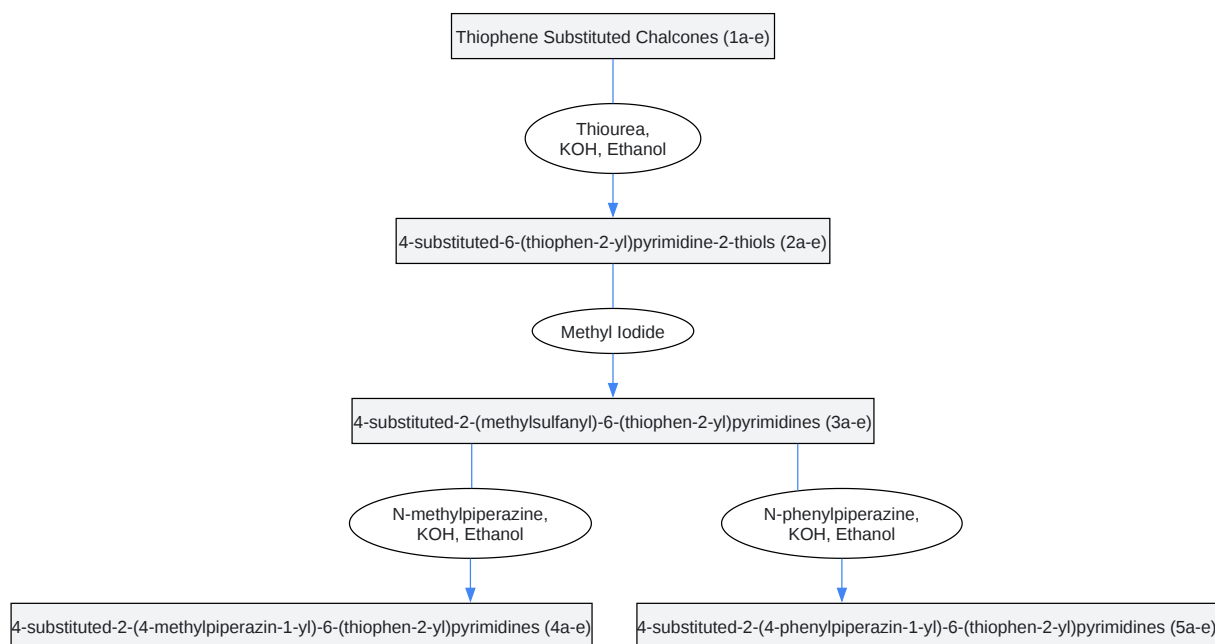 Thiophene Substituted Chalcones (1a-e)
Thiourea,
KOH, Ethanol
4-substituted-6-(thiophen-2-yl)pyrimidine-2-thiols (2a-e)
Methyl Iodide
4-substituted-2-(methylsulfanyl)-6-(thiophen-2-yl)pyrimidines (3a-e)
N-methylpiperazine,
KOH, Ethanol
N-phenylpiperazine,
KOH, Ethanol
4-substituted-2-(4-methylpiperazin-1-yl)-6-(thiophen-2-yl)pyrimidines (4a-e)
4-substituted-2-(4-phenylpiperazin-1-yl)-6-(thiophen-2-yl)pyrimidines (5a-e)